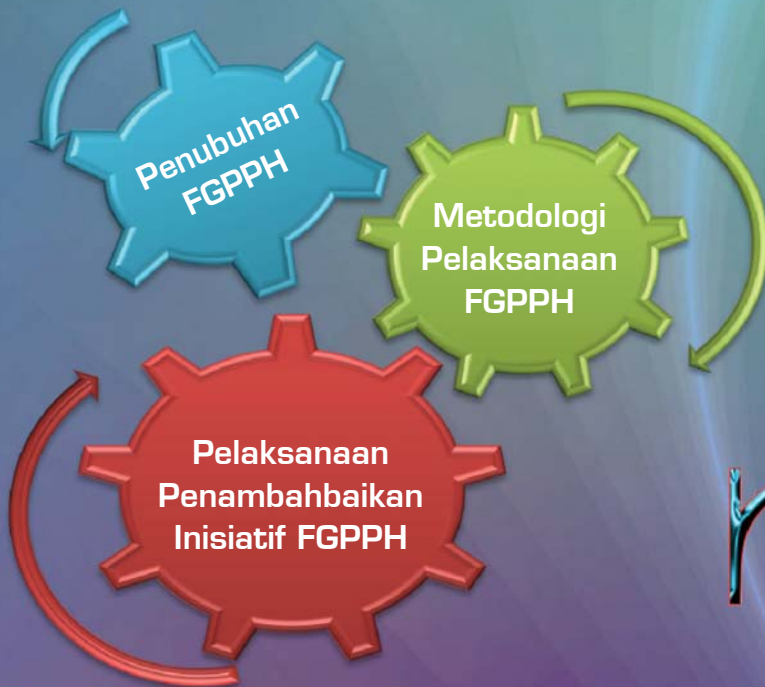 Penubuhan
FGPPH
Metodologi
Pelaksanaan
FGPPH
Pelaksanaan
Penambahbaikan
Inisiatif FGPPH